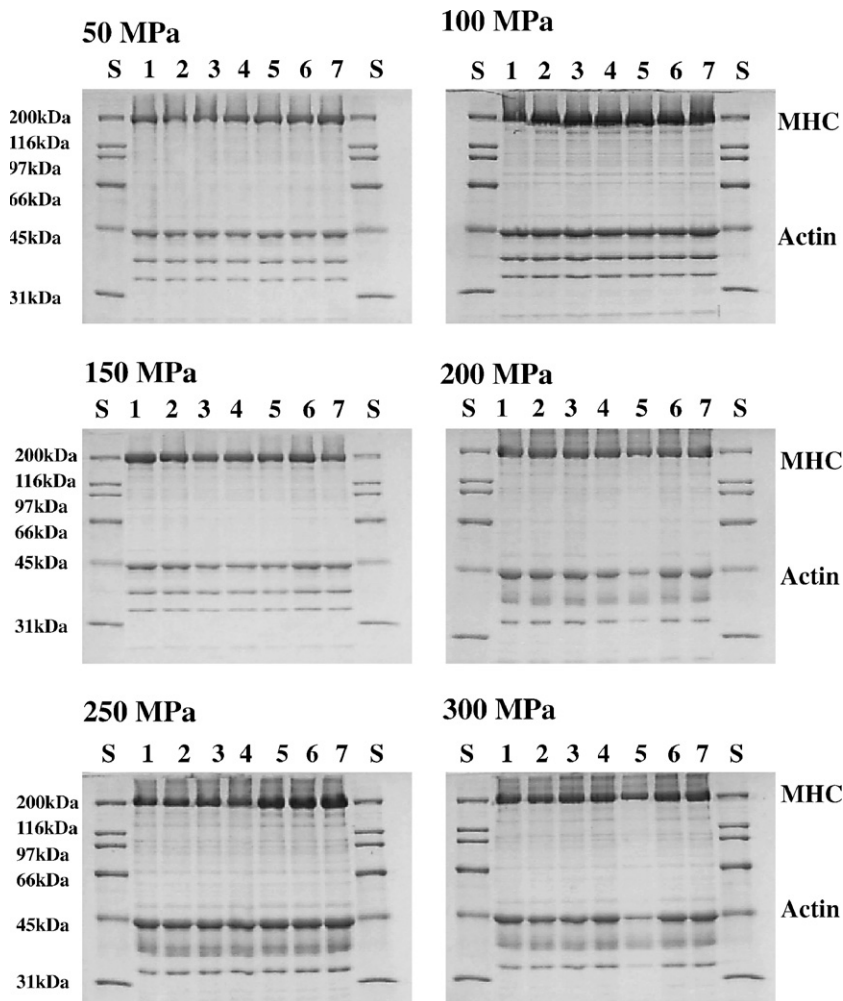 50 MPa
S 1 2 3 4 5 6 7 S
200kDa
116kDa
97kDa
66kDa
45kDa
31kDa
100 MPa
S 1 2 3 4 5 6 7 S
MHC
Actin
150 MPa
S 1 2 3 4 5 6 7 S
200kDa
116kDa
97kDa
66kDa
45kDa
31kDa
200 MPa
S 1 2 3 4 5 6 7 S
MHC
Actin
250 MPa
S 1 2 3 4 5 6 7 S
200kDa
116kDa
97kDa
66kDa
45kDa
31kDa
300 MPa
S 1 2 3 4 5 6 7 S
MHC
Actin